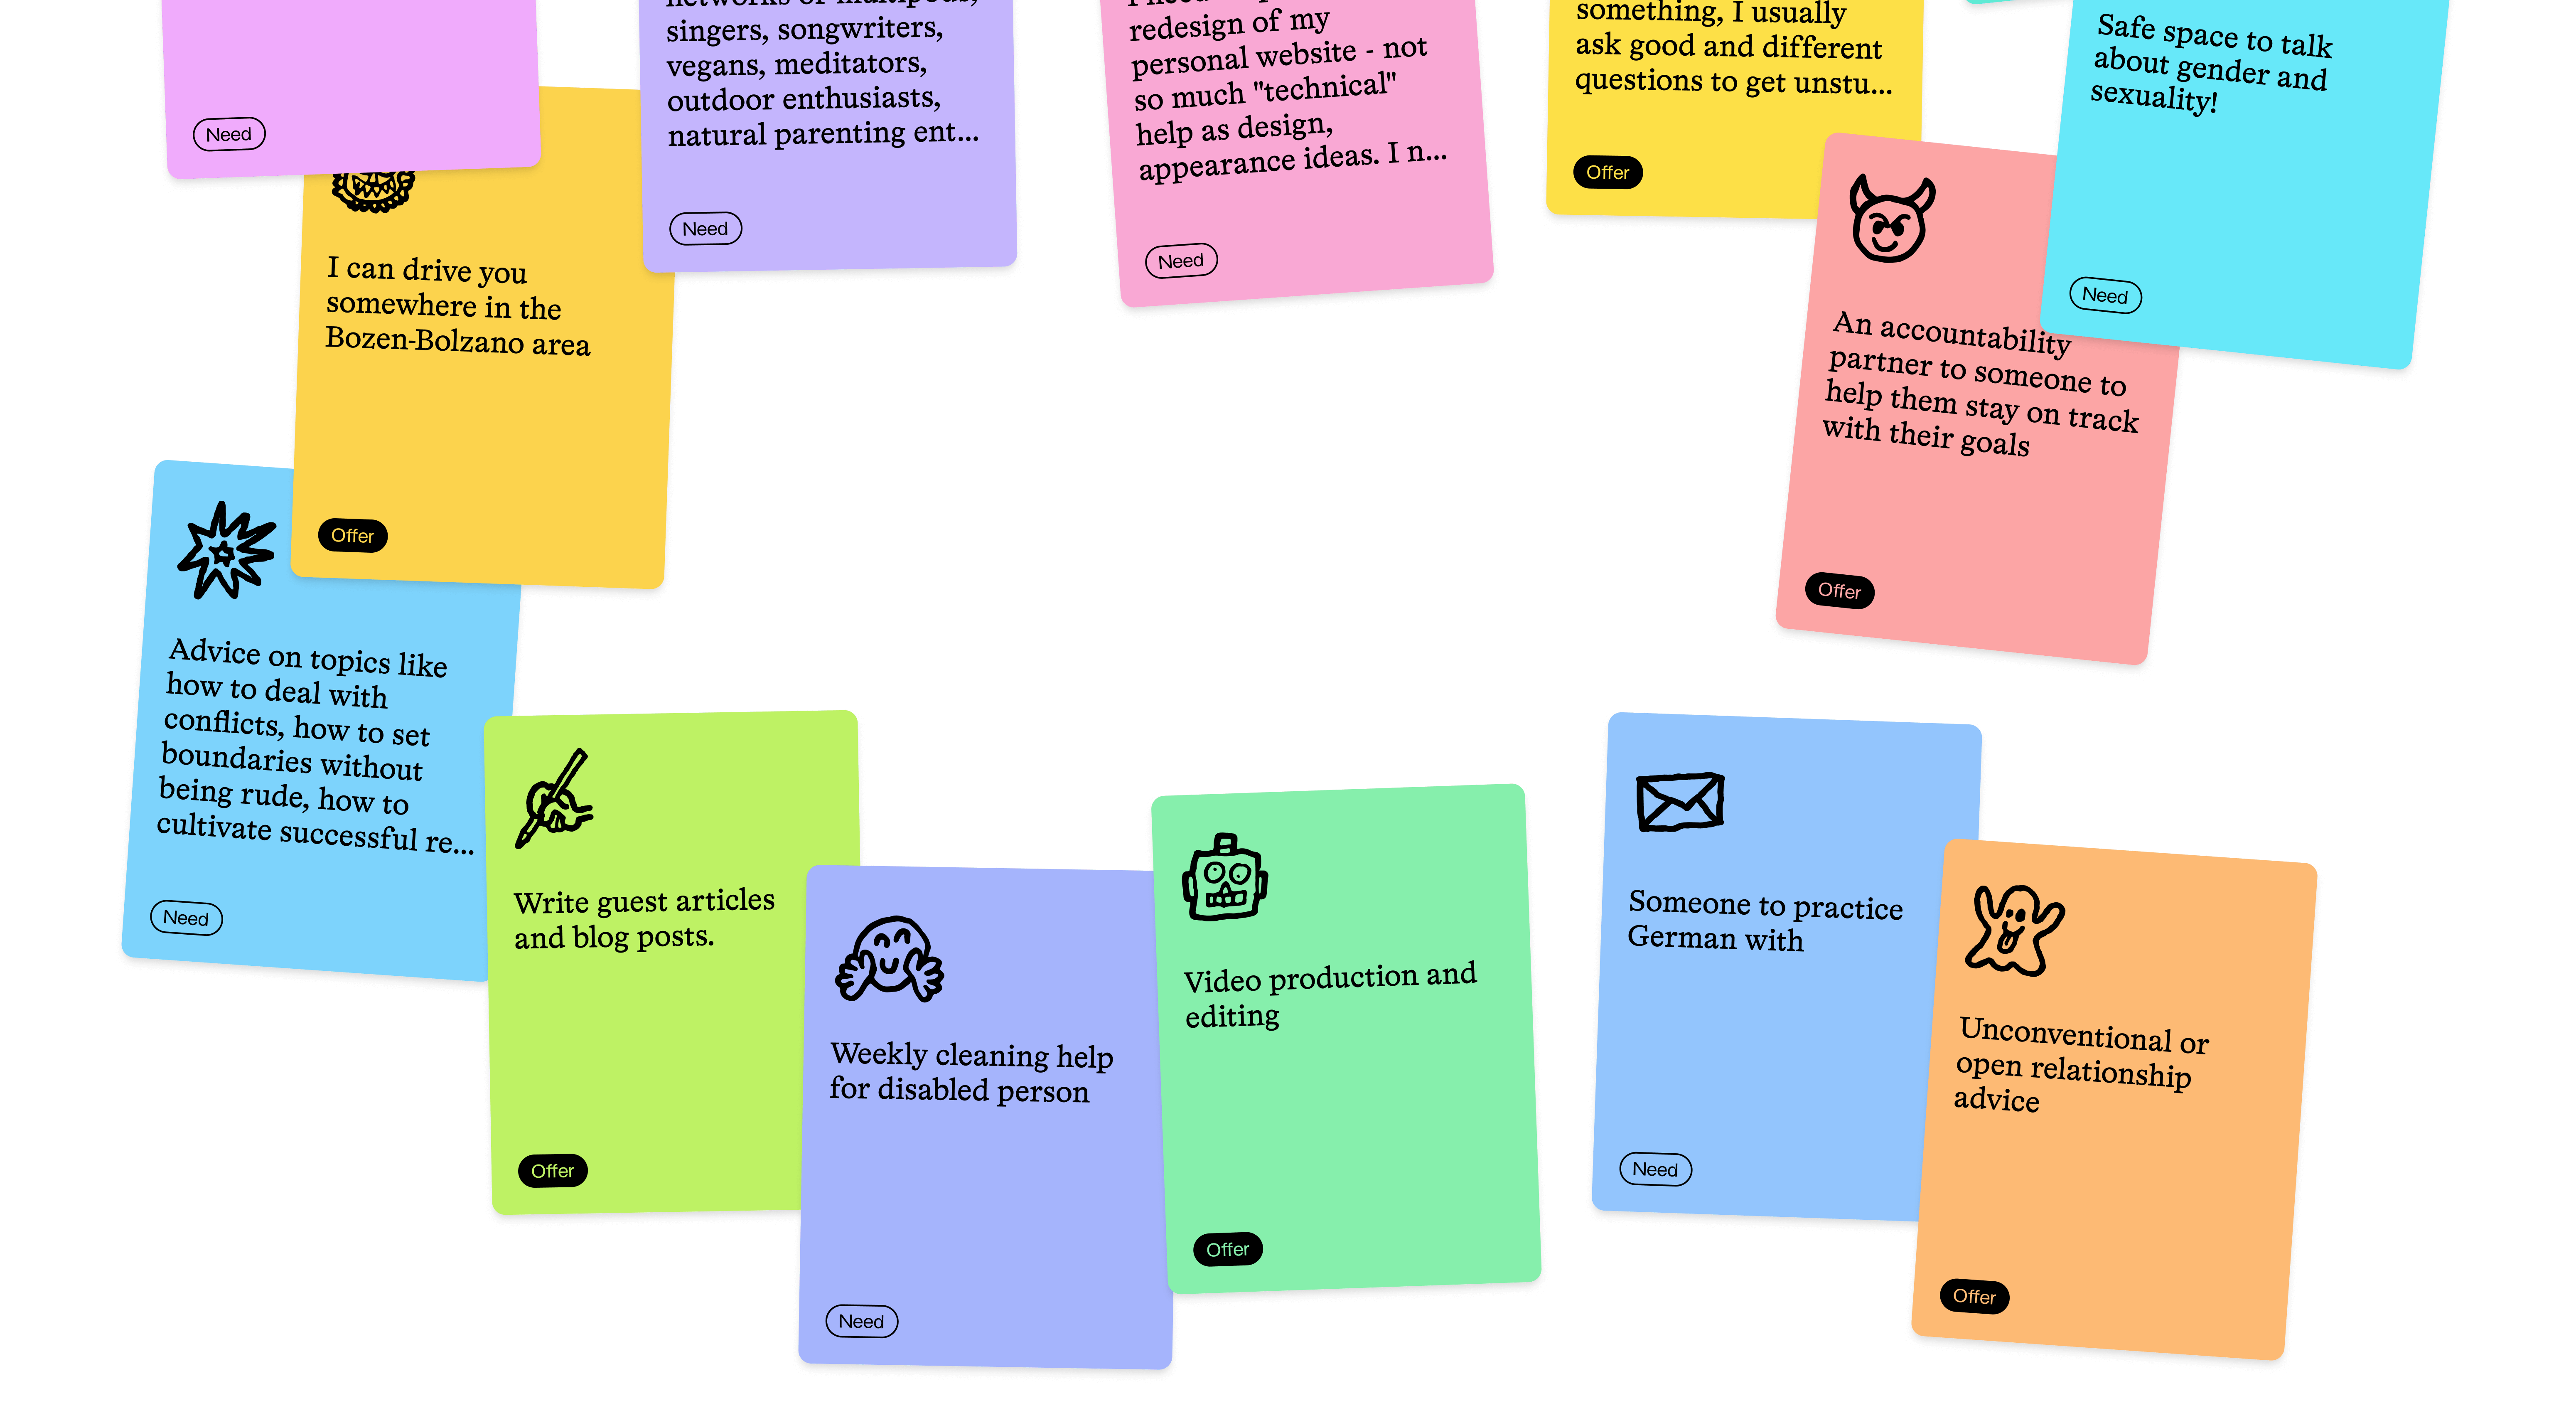 Need
singers, songwriters,
vegans, meditators,
outdoor enthusiasts,
natural parenting ent...
Need
redesign of my
personal website - not
so much "technical"
help as design,
appearance ideas. I n...
Need
something, I usually
ask good and different
questions to get unstu...
Offer
Safe space to talk
about gender and
sexuality!
Need
I can drive you
somewhere in the
Bozen-Bolzano area
Offer
An accountability
partner to someone to
help them stay on track
with their goals
Offer
Advice on topics like
how to deal with
conflicts, how to set
boundaries without
being rude, how to
cultivate successful re...
Need
Write guest articles
and blog posts.
Offer
Weekly cleaning help
for disabled person
Need
Video production and
editing
Offer
Someone to practice
German with
Need
Unconventional or
open relationship
advice
Offer